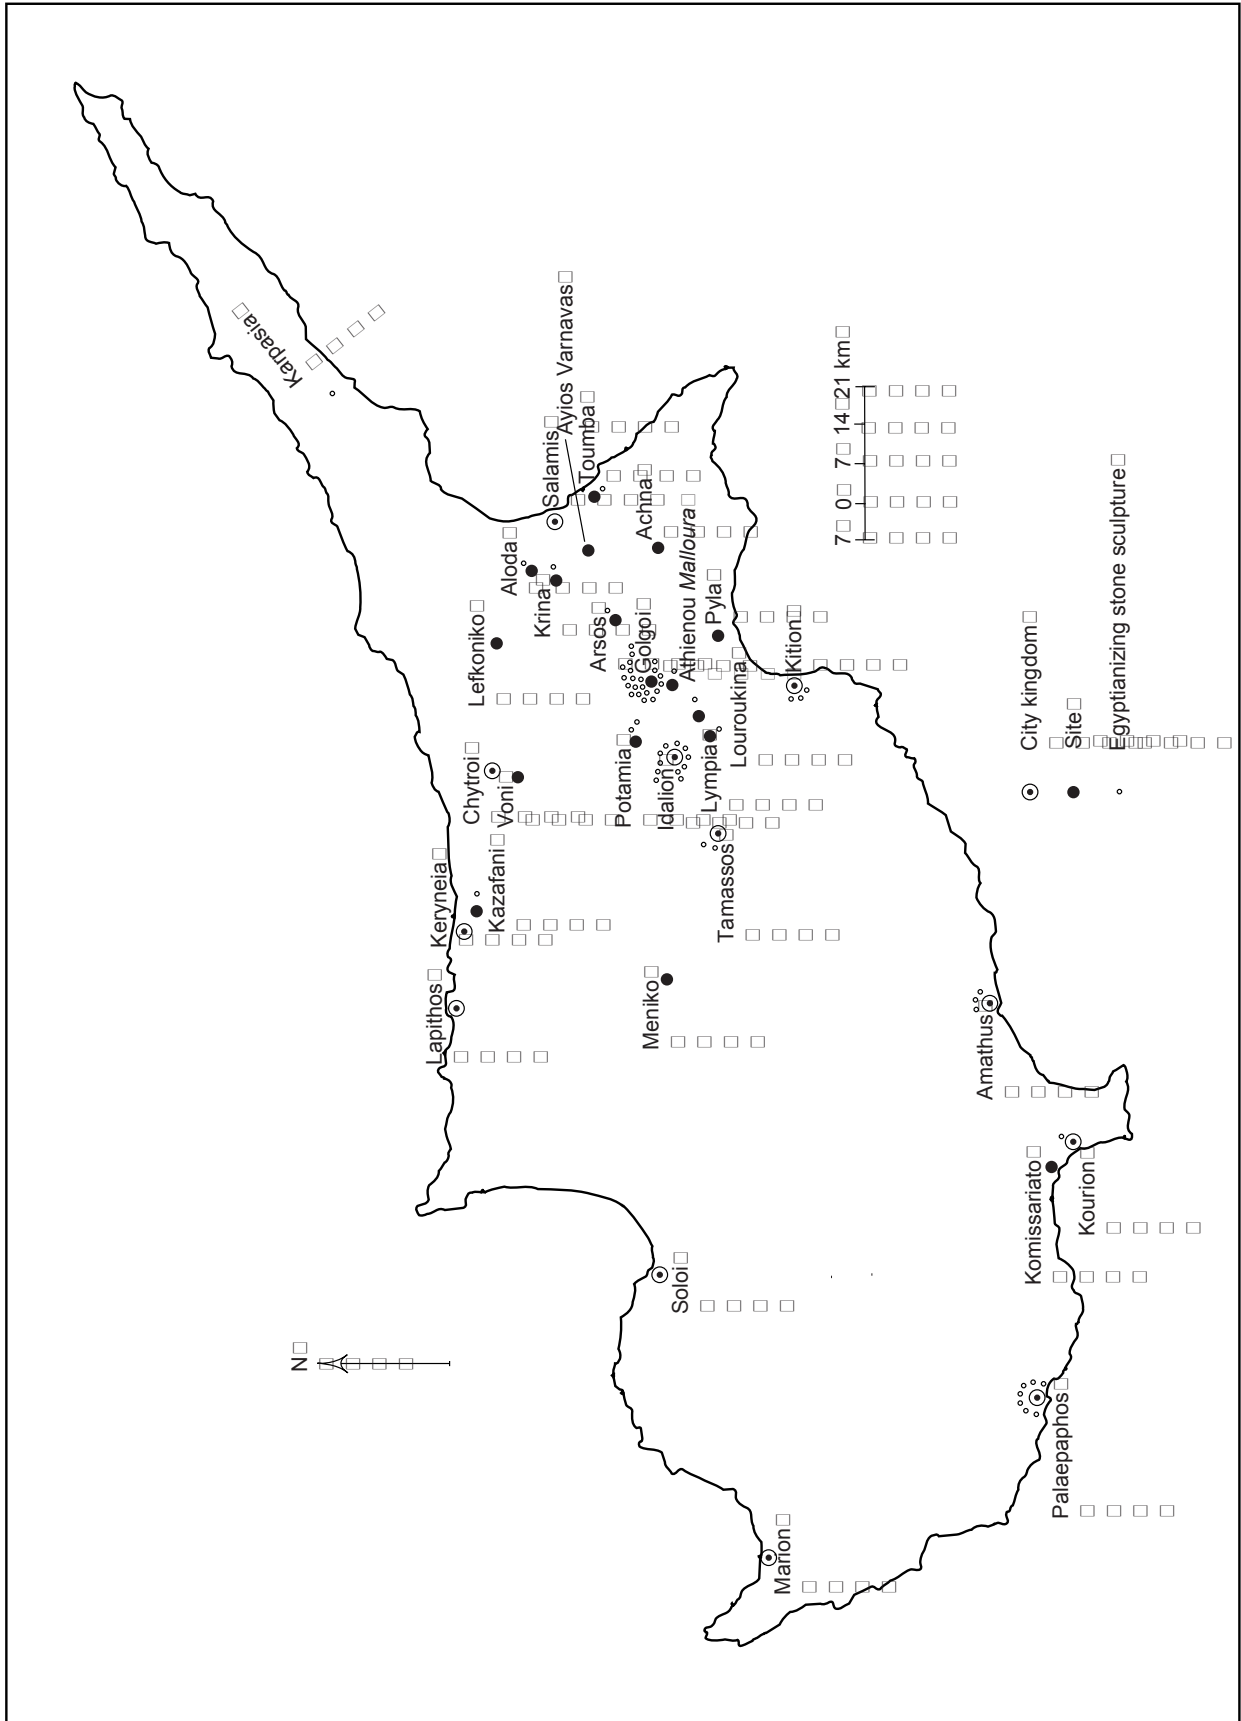 Karpasia
Salamis
Ayios Varnavas
Toumba
Achna
Aloda
Krina
Lefkoniko
Arsos
Golgoi
Athienou Malloura
Pyla
Kition
Louroukina
Chytroi
Voni
Potamia
Idalion
Lympia
Tamassos
Keryneia
Kazafani
Lapithos
Meniko
Amathus
Komissariato
Kourion
Soloi
Palaepaphos
Marion
N
7 0 7 14 21 km
City kingdom
Site
Egyptianizing stone sculpture